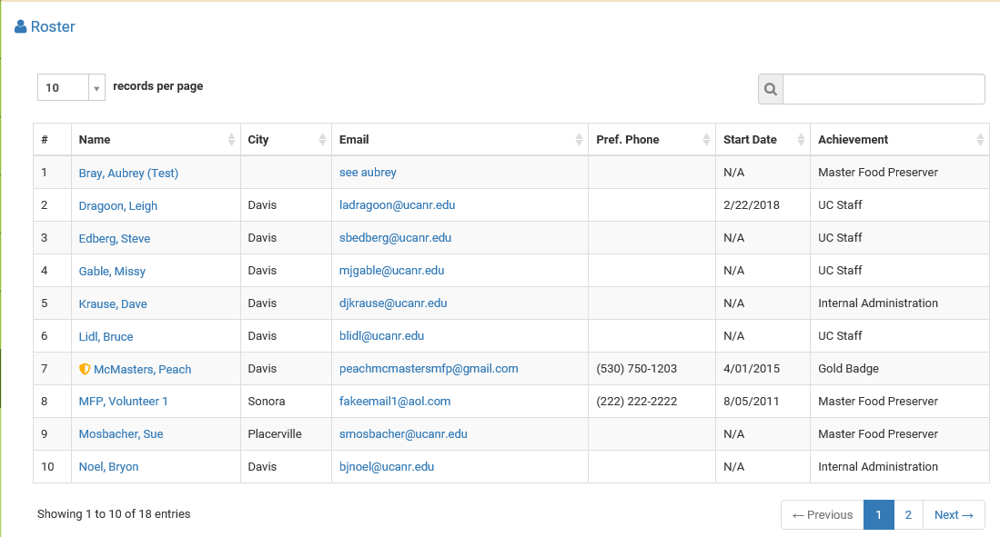 Roster
10 records per page
# Name City Email Pref. Phone Start Date Achievement
1 Bray, Aubrey (Test) see aubrey N/A Master Food Preserver
2 Dragoon, Leigh Davis ladragoon@ucanr.edu 2/22/2018 UC Staff
3 Edberg, Steve Davis sbedberg@ucanr.edu N/A UC Staff
4 Gable, Missy Davis mjgable@ucanr.edu N/A UC Staff
5 Krause, Dave Davis djkrause@ucanr.edu N/A Internal Administration
6 Lidl, Bruce Davis blidl@ucanr.edu N/A UC Staff
7 McMasters, Peach Davis peachmcmastersmfp@gmail.com (530) 750-1203 4/01/2015 Gold Badge
8 MFP, Volunteer 1 Sonora fakeemail1@aol.com (222) 222-2222 8/05/2011 Master Food Preserver
9 Mosbacher, Sue Placerville smosbacher@ucanr.edu N/A Master Food Preserver
10 Noel, Bryon Davis bjnoel@ucanr.edu N/A Internal Administration
Showing 1 to 10 of 18 entries ← Previous 1 2 Next →